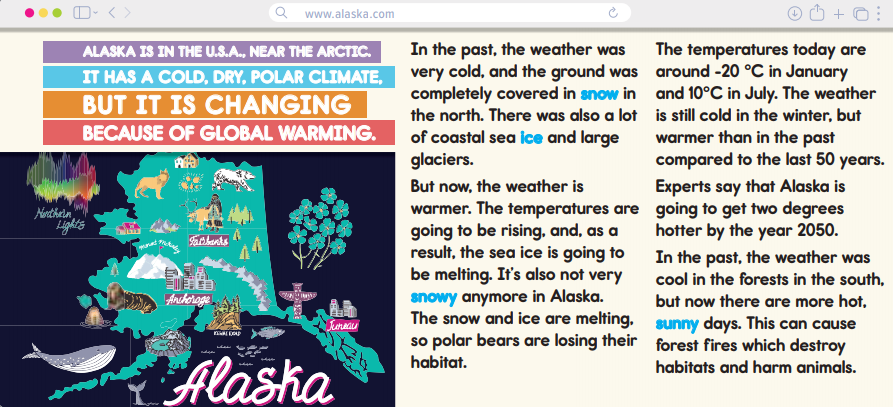 www.alaska.com
ALASKA IS IN THE U.S.A., NEAR THE ARCTIC.
IT HAS A COLD, DRY, POLAR CLIMATE,
BUT IT IS CHANGING
BECAUSE OF GLOBAL WARMING.
Northern
Lights
Mount McKinley
Fairbanks
Anchorage
Juneau
Alaska
In the past, the weather was
very cold, and the ground was
completely covered in snow in
the north. There was also a lot
of coastal sea ice and large
glaciers.
But now, the weather is
warmer. The temperatures are
going to be rising, and, as a
result, the sea ice is going to
be melting. It's also not very
snowy anymore in Alaska.
The snow and ice are melting,
so polar bears are losing their
habitat.
The temperatures today are
around -20 °C in January
and 10°C in July. The weather
is still cold in the winter, but
warmer than in the past
compared to the last 50 years.
Experts say that Alaska is
going to get two degrees
hotter by the year 2050.
In the past, the weather was
cool in the forests in the south,
but now there are more hot,
sunny days. This can cause
forest fires which destroy
habitats and harm animals.